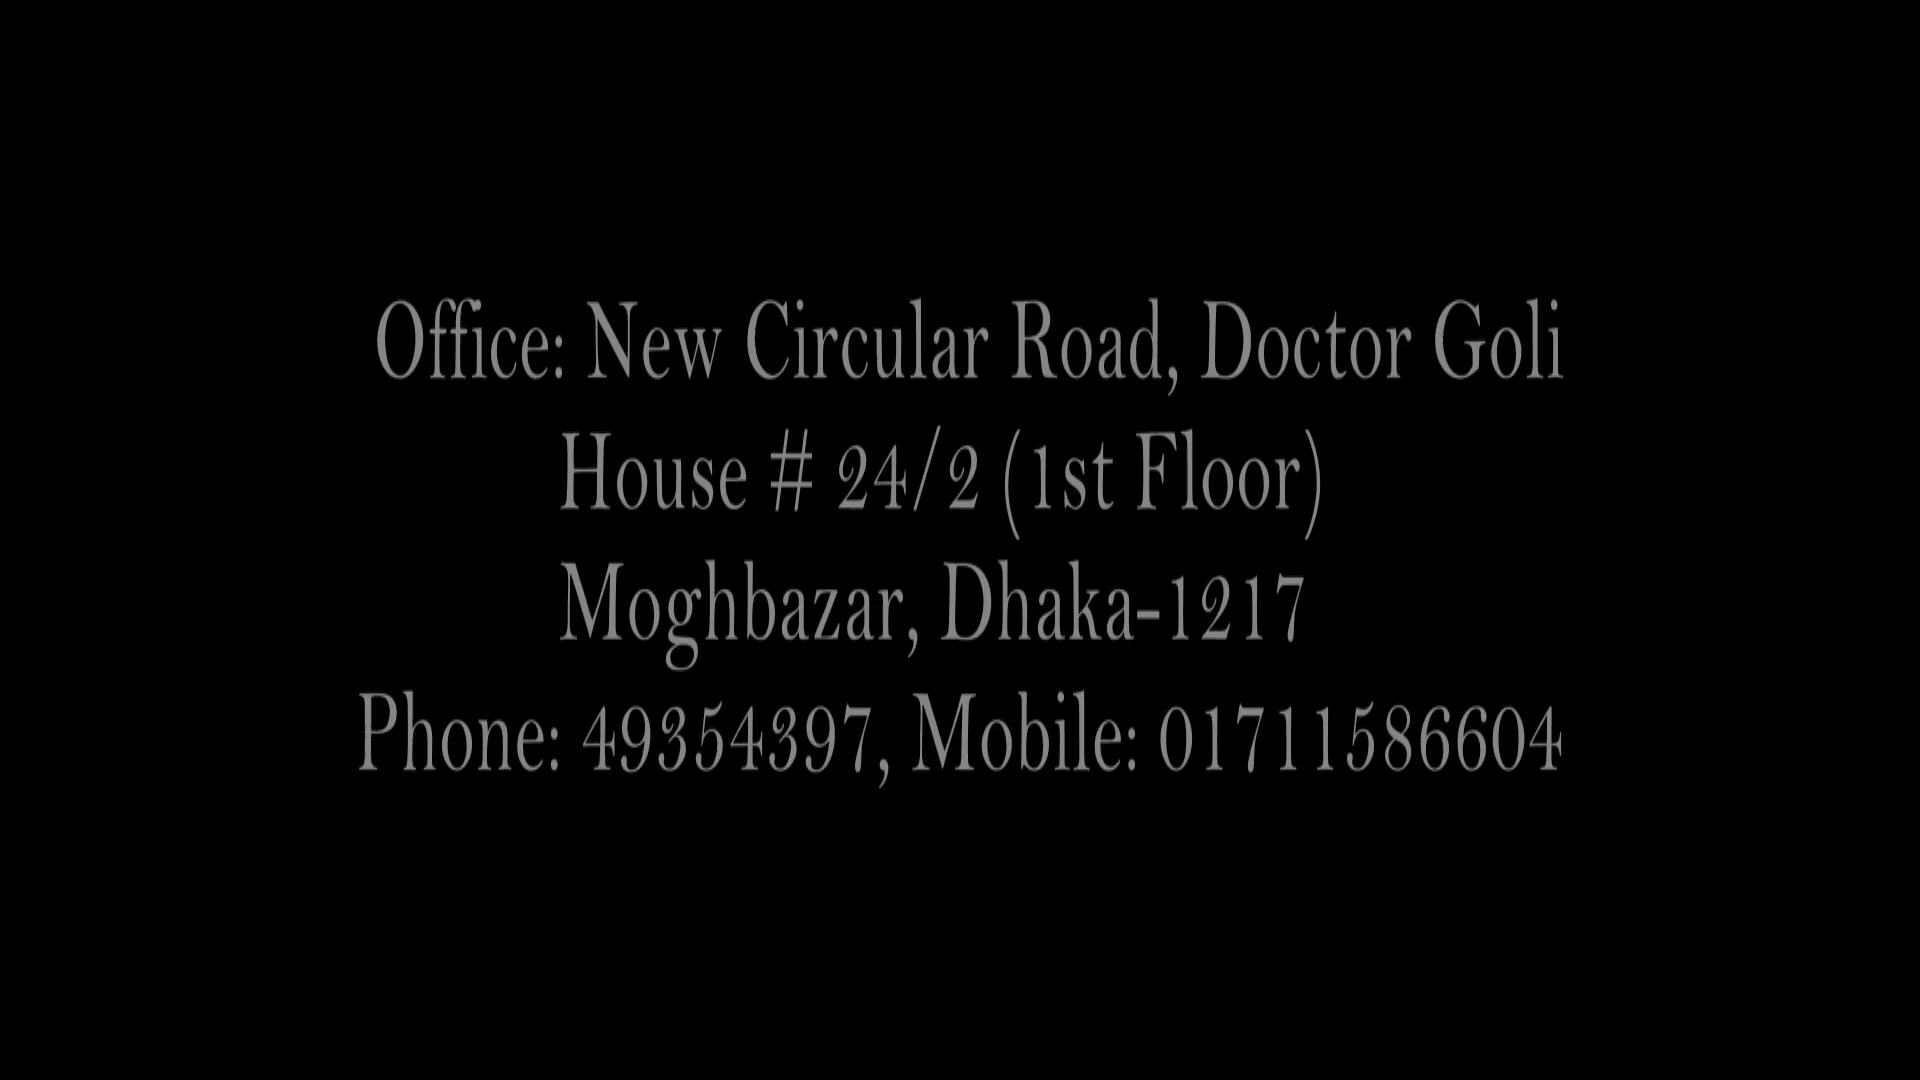 Office: New Circular Road, Doctor Goli
House # 24/2 (1st Floor)
Moghbazar, Dhaka-1217
Phone: 49354397, Mobile: 01711586604